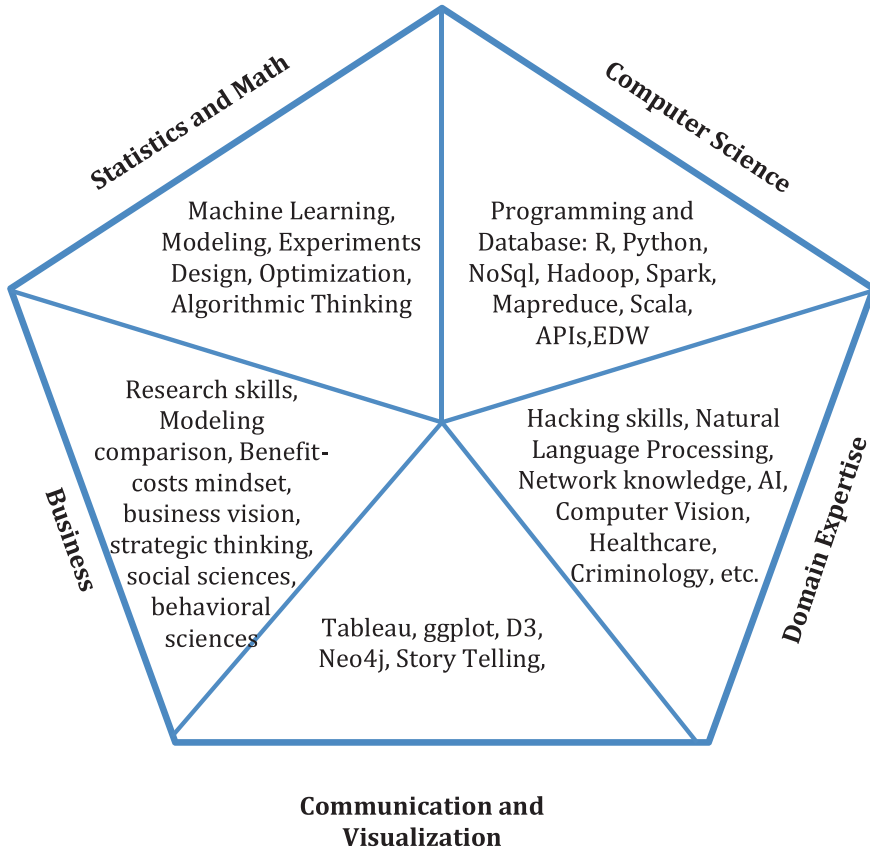 Statistics and Math
Computer Science
Machine Learning,
Modeling, Experiments
Design, Optimization,
Algorithmic Thinking
Programming and
Database: R, Python,
NoSql, Hadoop, Spark,
Mapreduce, Scala,
APIs,EDW
Business
Research skills,
Modeling
comparison, Benefit-
costs mindset,
business vision,
strategic thinking,
social sciences,
behavioral
sciences
Hacking skills, Natural
Language Processing,
Network knowledge, AI,
Computer Vision,
Healthcare,
Criminology, etc.
Domain Expertise
Tableau, ggplot, D3,
Neo4j, Story Telling,
Communication and
Visualization